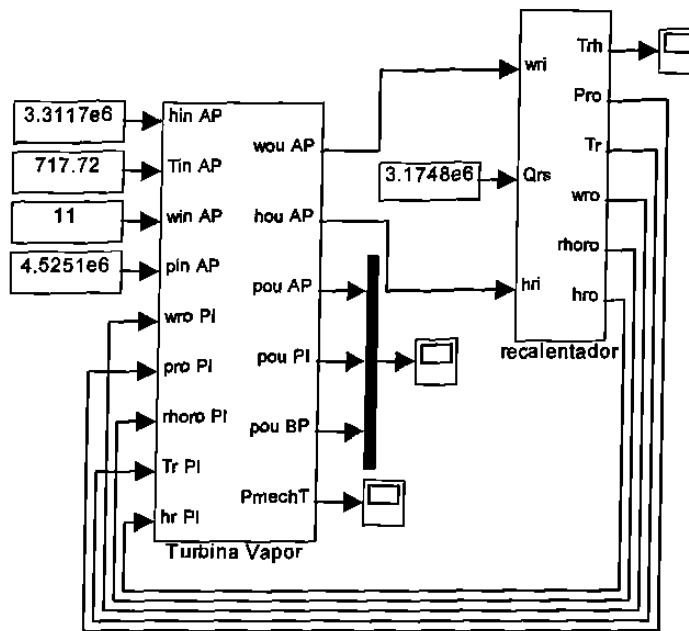 3.3117e6
717.72
11
4.5251e6
hin AP
Tin AP
win AP
pin AP
wro PI
pro PI
rhoro PI
Tr PI
hr PI
wou AP
hou AP
pou AP
pou PI
pou BP
PmechT
Turbina Vapor
3.1748e6
wri
Qrs
hri
Trh
Pro
Tr
wro
rhoro
hro
recalentador